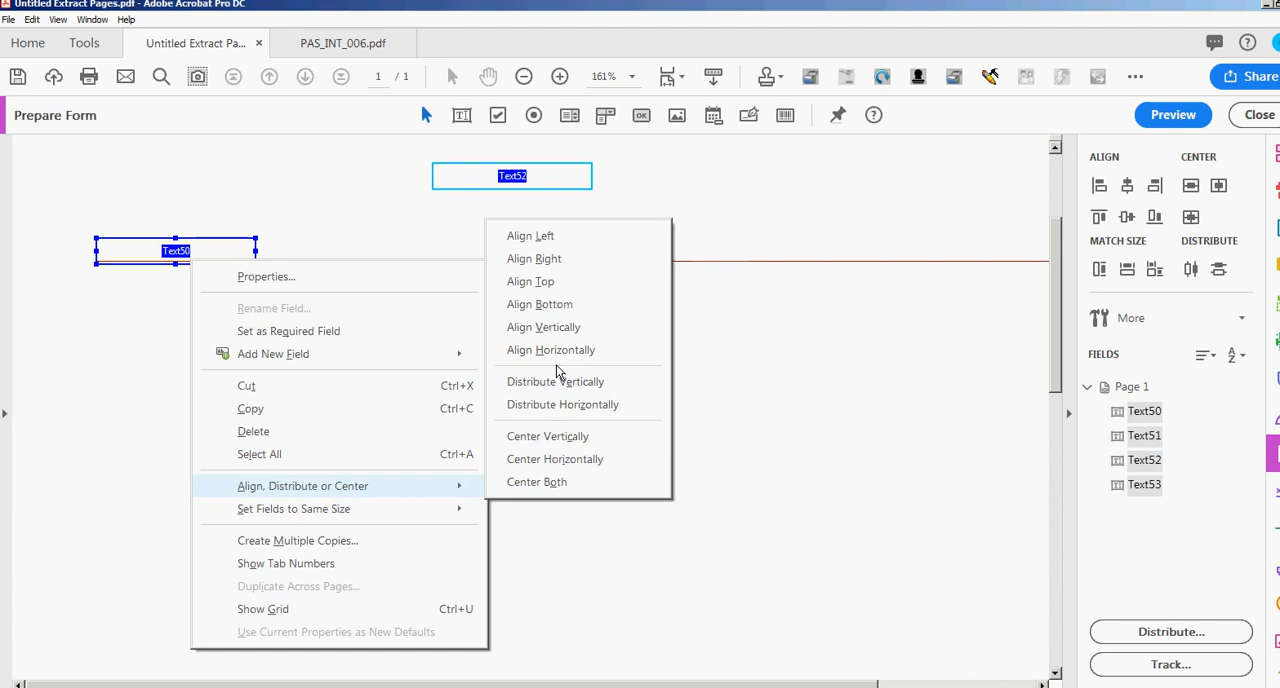 Untitled Extract Pages.pdf - Adobe Acrobat Pro DC
File Edit View Window Help
Home Tools Untitled Extract Pa... × PAS_INT_006.pdf
1 / 1 161% Share
Prepare Form Preview Close
OK
Text52
Text50
Properties...
Rename Field...
Set as Required Field
Add New Field
Cut Ctrl+X
Copy Ctrl+C
Delete
Select All Ctrl+A
Align, Distribute or Center
Set Fields to Same Size
Create Multiple Copies...
Show Tab Numbers
Duplicate Across Pages...
Show Grid Ctrl+U
Use Current Properties as New Defaults
Align Left
Align Right
Align Top
Align Bottom
Align Vertically
Align Horizontally
Distribute Vertically
Distribute Horizontally
Center Vertically
Center Horizontally
Center Both
ALIGN CENTER
MATCH SIZE DISTRIBUTE
More
FIELDS
Page 1
Text50
Text51
Text52
Text53
Distribute...
Track...